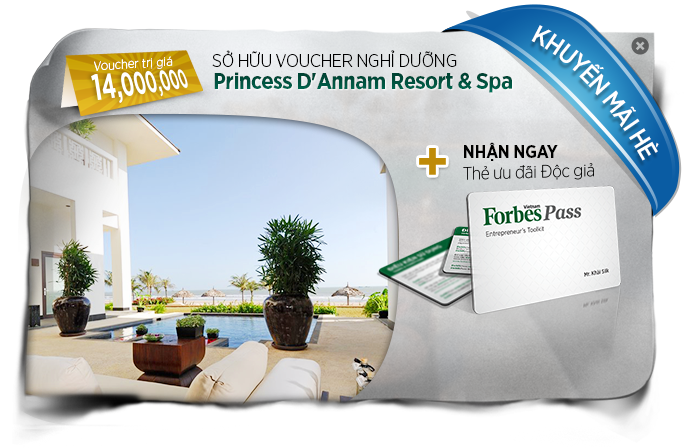 Voucher trị giá
14,000,000
SỞ HỮU VOUCHER NGHỈ DƯỠNG
Princess D'Annam Resort & Spa
KHUYẾN MÃI HÈ
NHẬN NGAY
Thẻ ưu đãi Độc giả
Vietnam
Forbes Pass
Entrepreneur's Toolkit
Mr. Khải Silk